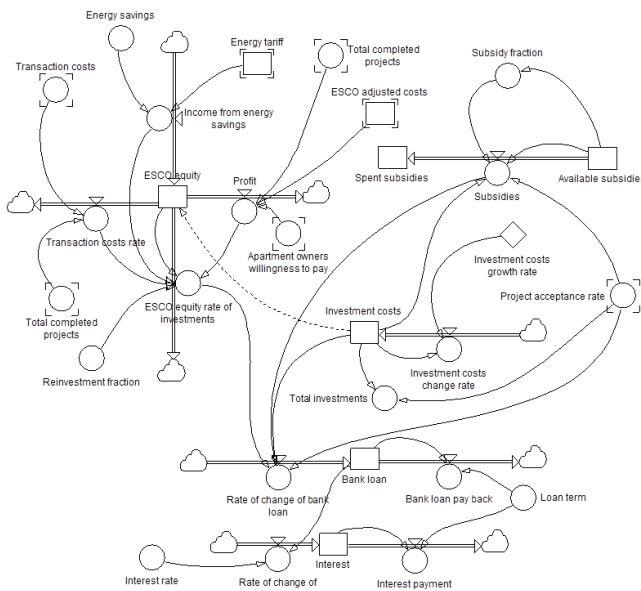 Energy savings
Transaction costs
Energy tariff
Total completed
projects
Subsidy fraction
ESCO adjusted costs
Income from energy
savings
ESCO equity
Profit
Spent subsidies
Available subsidie
Subsidies
Transaction costs rate
Apartment owners
willingness to pay
Investment costs
growth rate
Project acceptance rate
Total completed
projects
ESCO equity rate of
investments
Investment costs
Reinvestment fraction
Investment costs
change rate
Total investments
Rate of change of bank
loan
Bank loan
Bank loan pay back
Loan term
Interest rate
Rate of change of
Interest
Interest payment